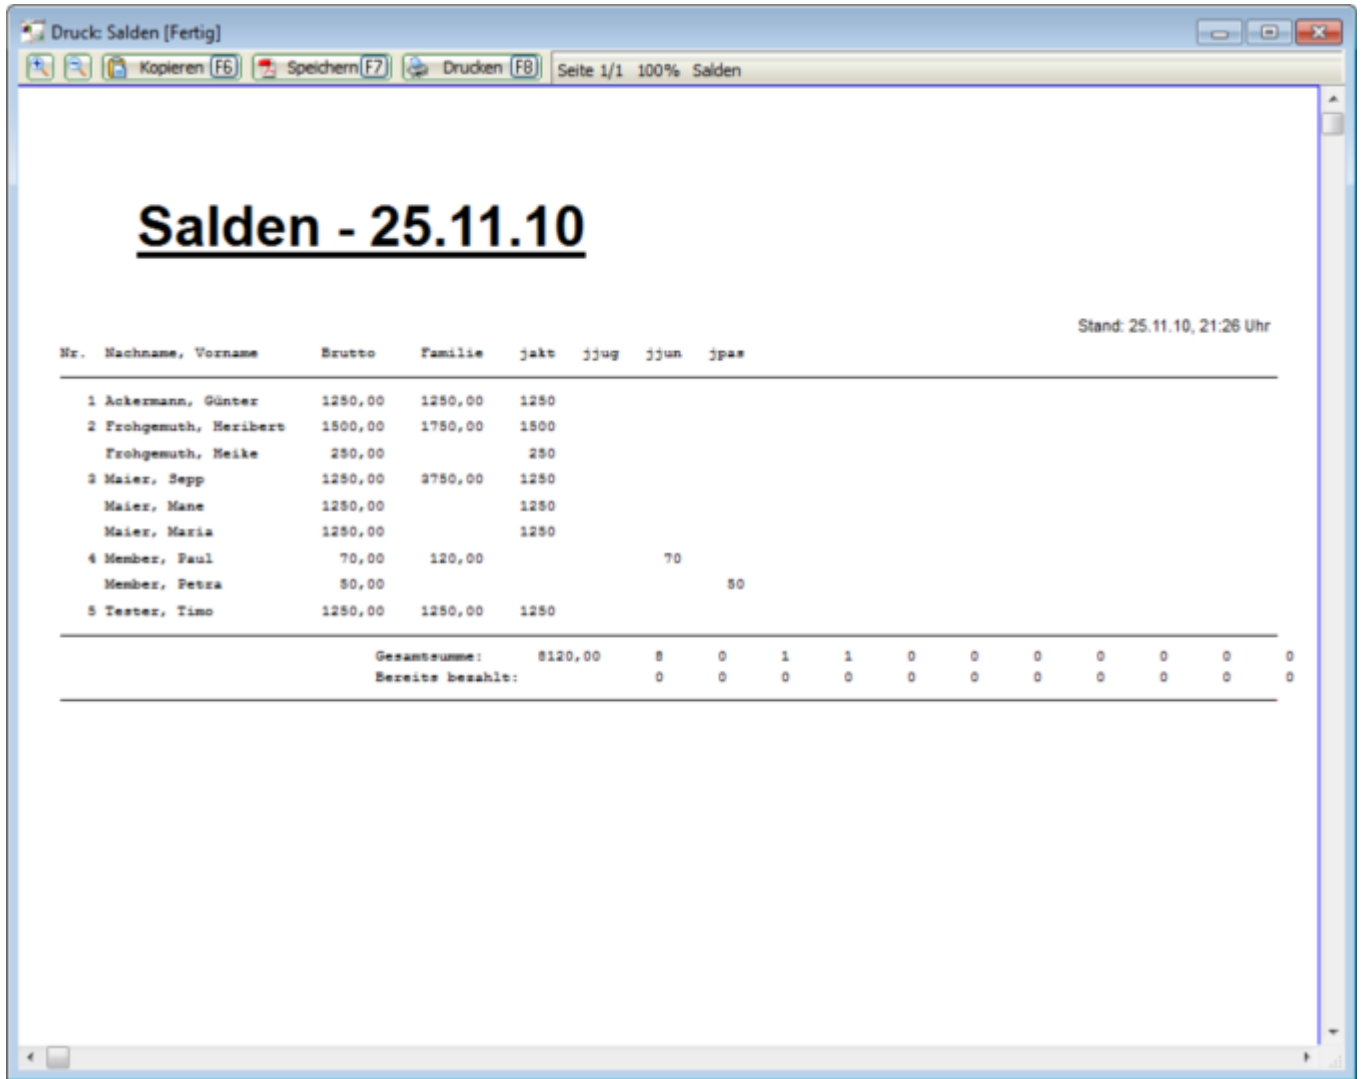 Druck: Salden [Fertig]
Kopieren F6 Speichern F7 Drucken F8 Seite 1/1 100% Salden
Salden - 25.11.10
Stand: 25.11.10, 21:26 Uhr
Nr. Nachname, Vorname Brutto Familie jakt jjug jjun jpas
1 Ackermann, Günter 1250,00 1250,00 1250
2 Frohgemuth, Heribert 1500,00 1750,00 1500
Frohgemuth, Heike 250,00 250
3 Maier, Sepp 1250,00 3750,00 1250
Maier, Mane 1250,00 1250
Maier, Maria 1250,00 1250
4 Member, Paul 70,00 120,00 70
Member, Petra 50,00 50
5 Tester, Timo 1250,00 1250,00 1250
Gesamtsumme: 8120,00 8 0 1 1 0 0 0 0 0 0 0
Bereits bezahlt: 0 0 0 0 0 0 0 0 0 0 0